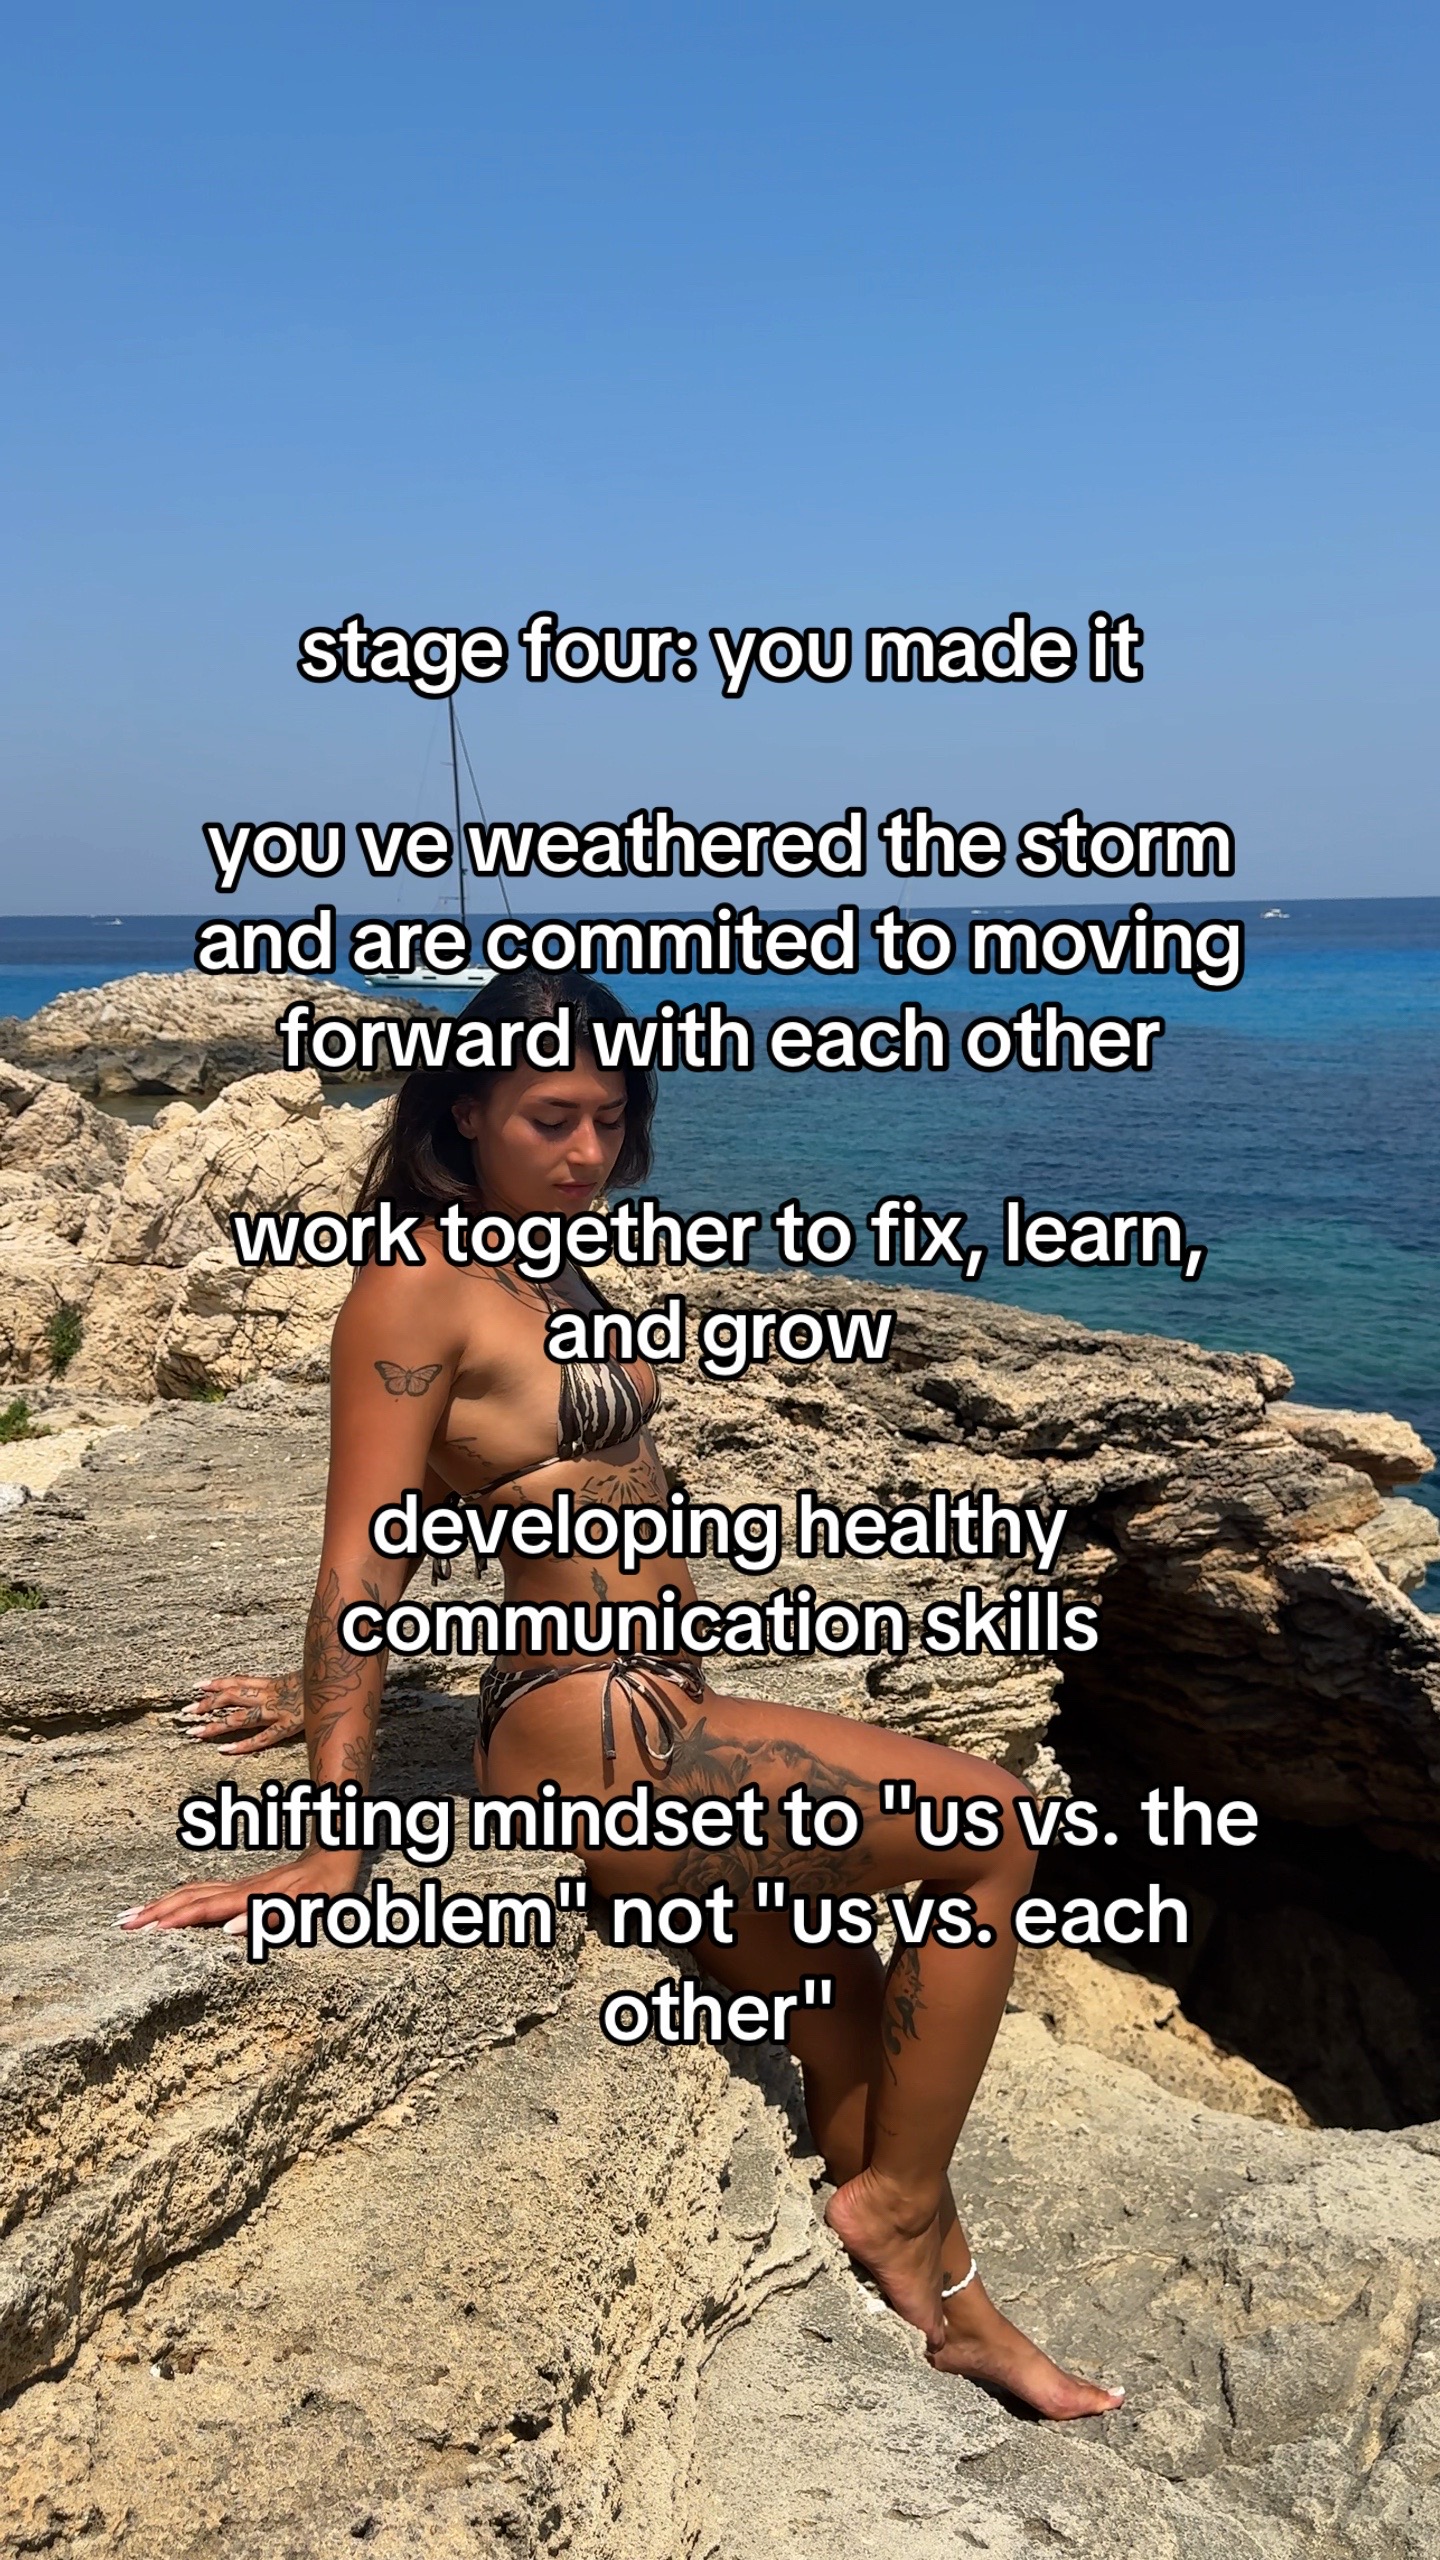 stage four: you made it
you ve weathered the storm
and are commited to moving
forward with each other
work together to fix, learn,
and grow
developing healthy
communication skills
shifting mindset to "us vs. the
problem" not "us vs. each
other"